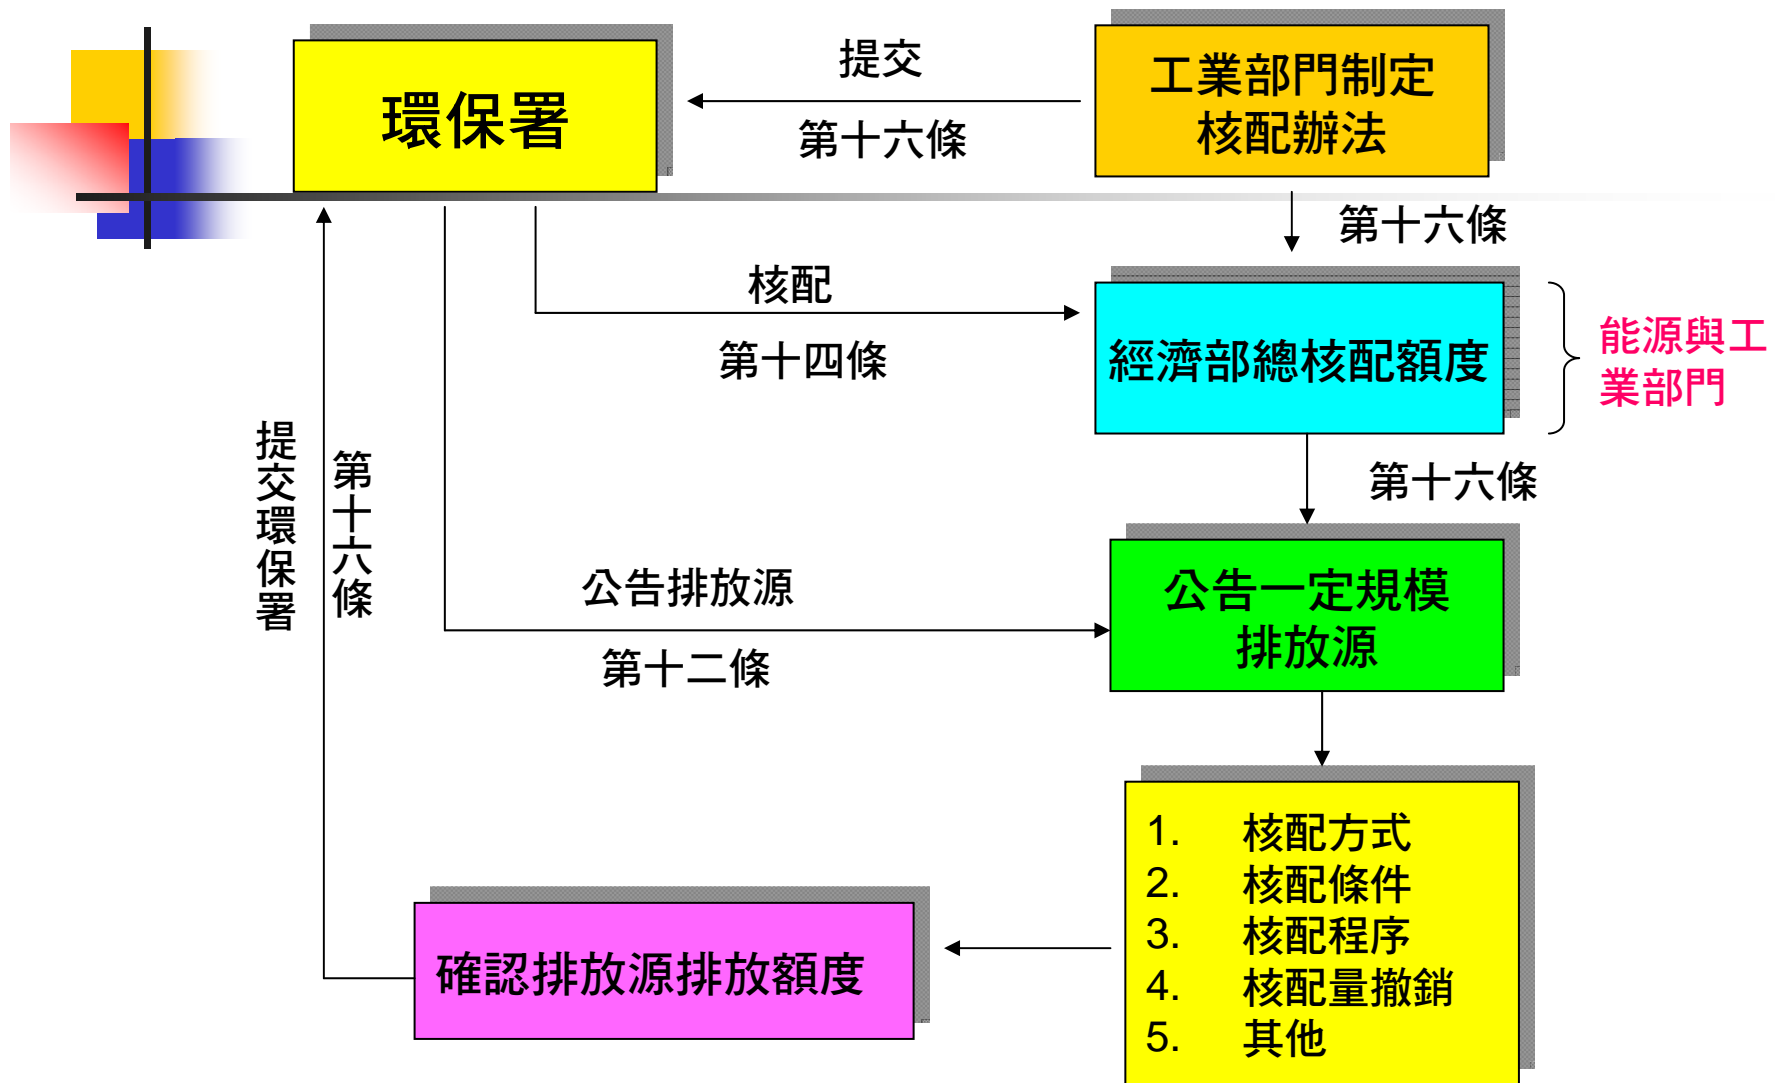 環保署
提交
第十六條
工業部門制定
核配辦法
第十六條
核配
第十四條
經濟部總核配額度
能源與工
業部門
第十六條
提交環保署
第十六條
公告排放源
第十二條
公告一定規模
排放源
1. 核配方式
2. 核配條件
3. 核配程序
4. 核配量撤銷
5. 其他
確認排放源排放額度